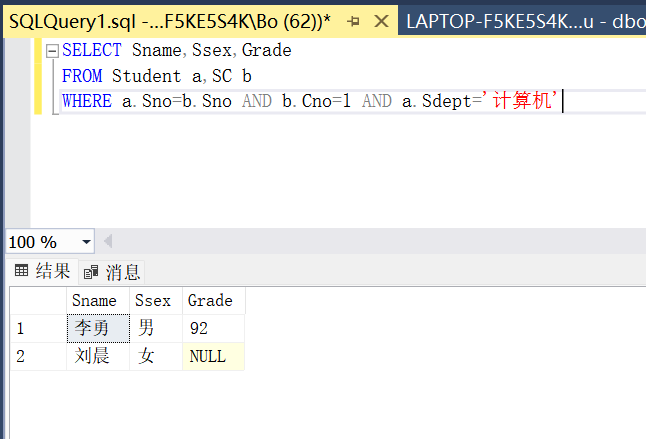 SQLQuery1.sql -...F5KE5S4K\Bo (62))* LAPTOP-F5KE5S4K...u - dbo
SELECT Sname,Ssex,Grade
FROM Student a,SC b
WHERE a.Sno=b.Sno AND b.Cno=1 AND a.Sdept='计算机'
100 %
结果 消息
Sname Ssex Grade
1 李勇 男 92
2 刘晨 女 NULL